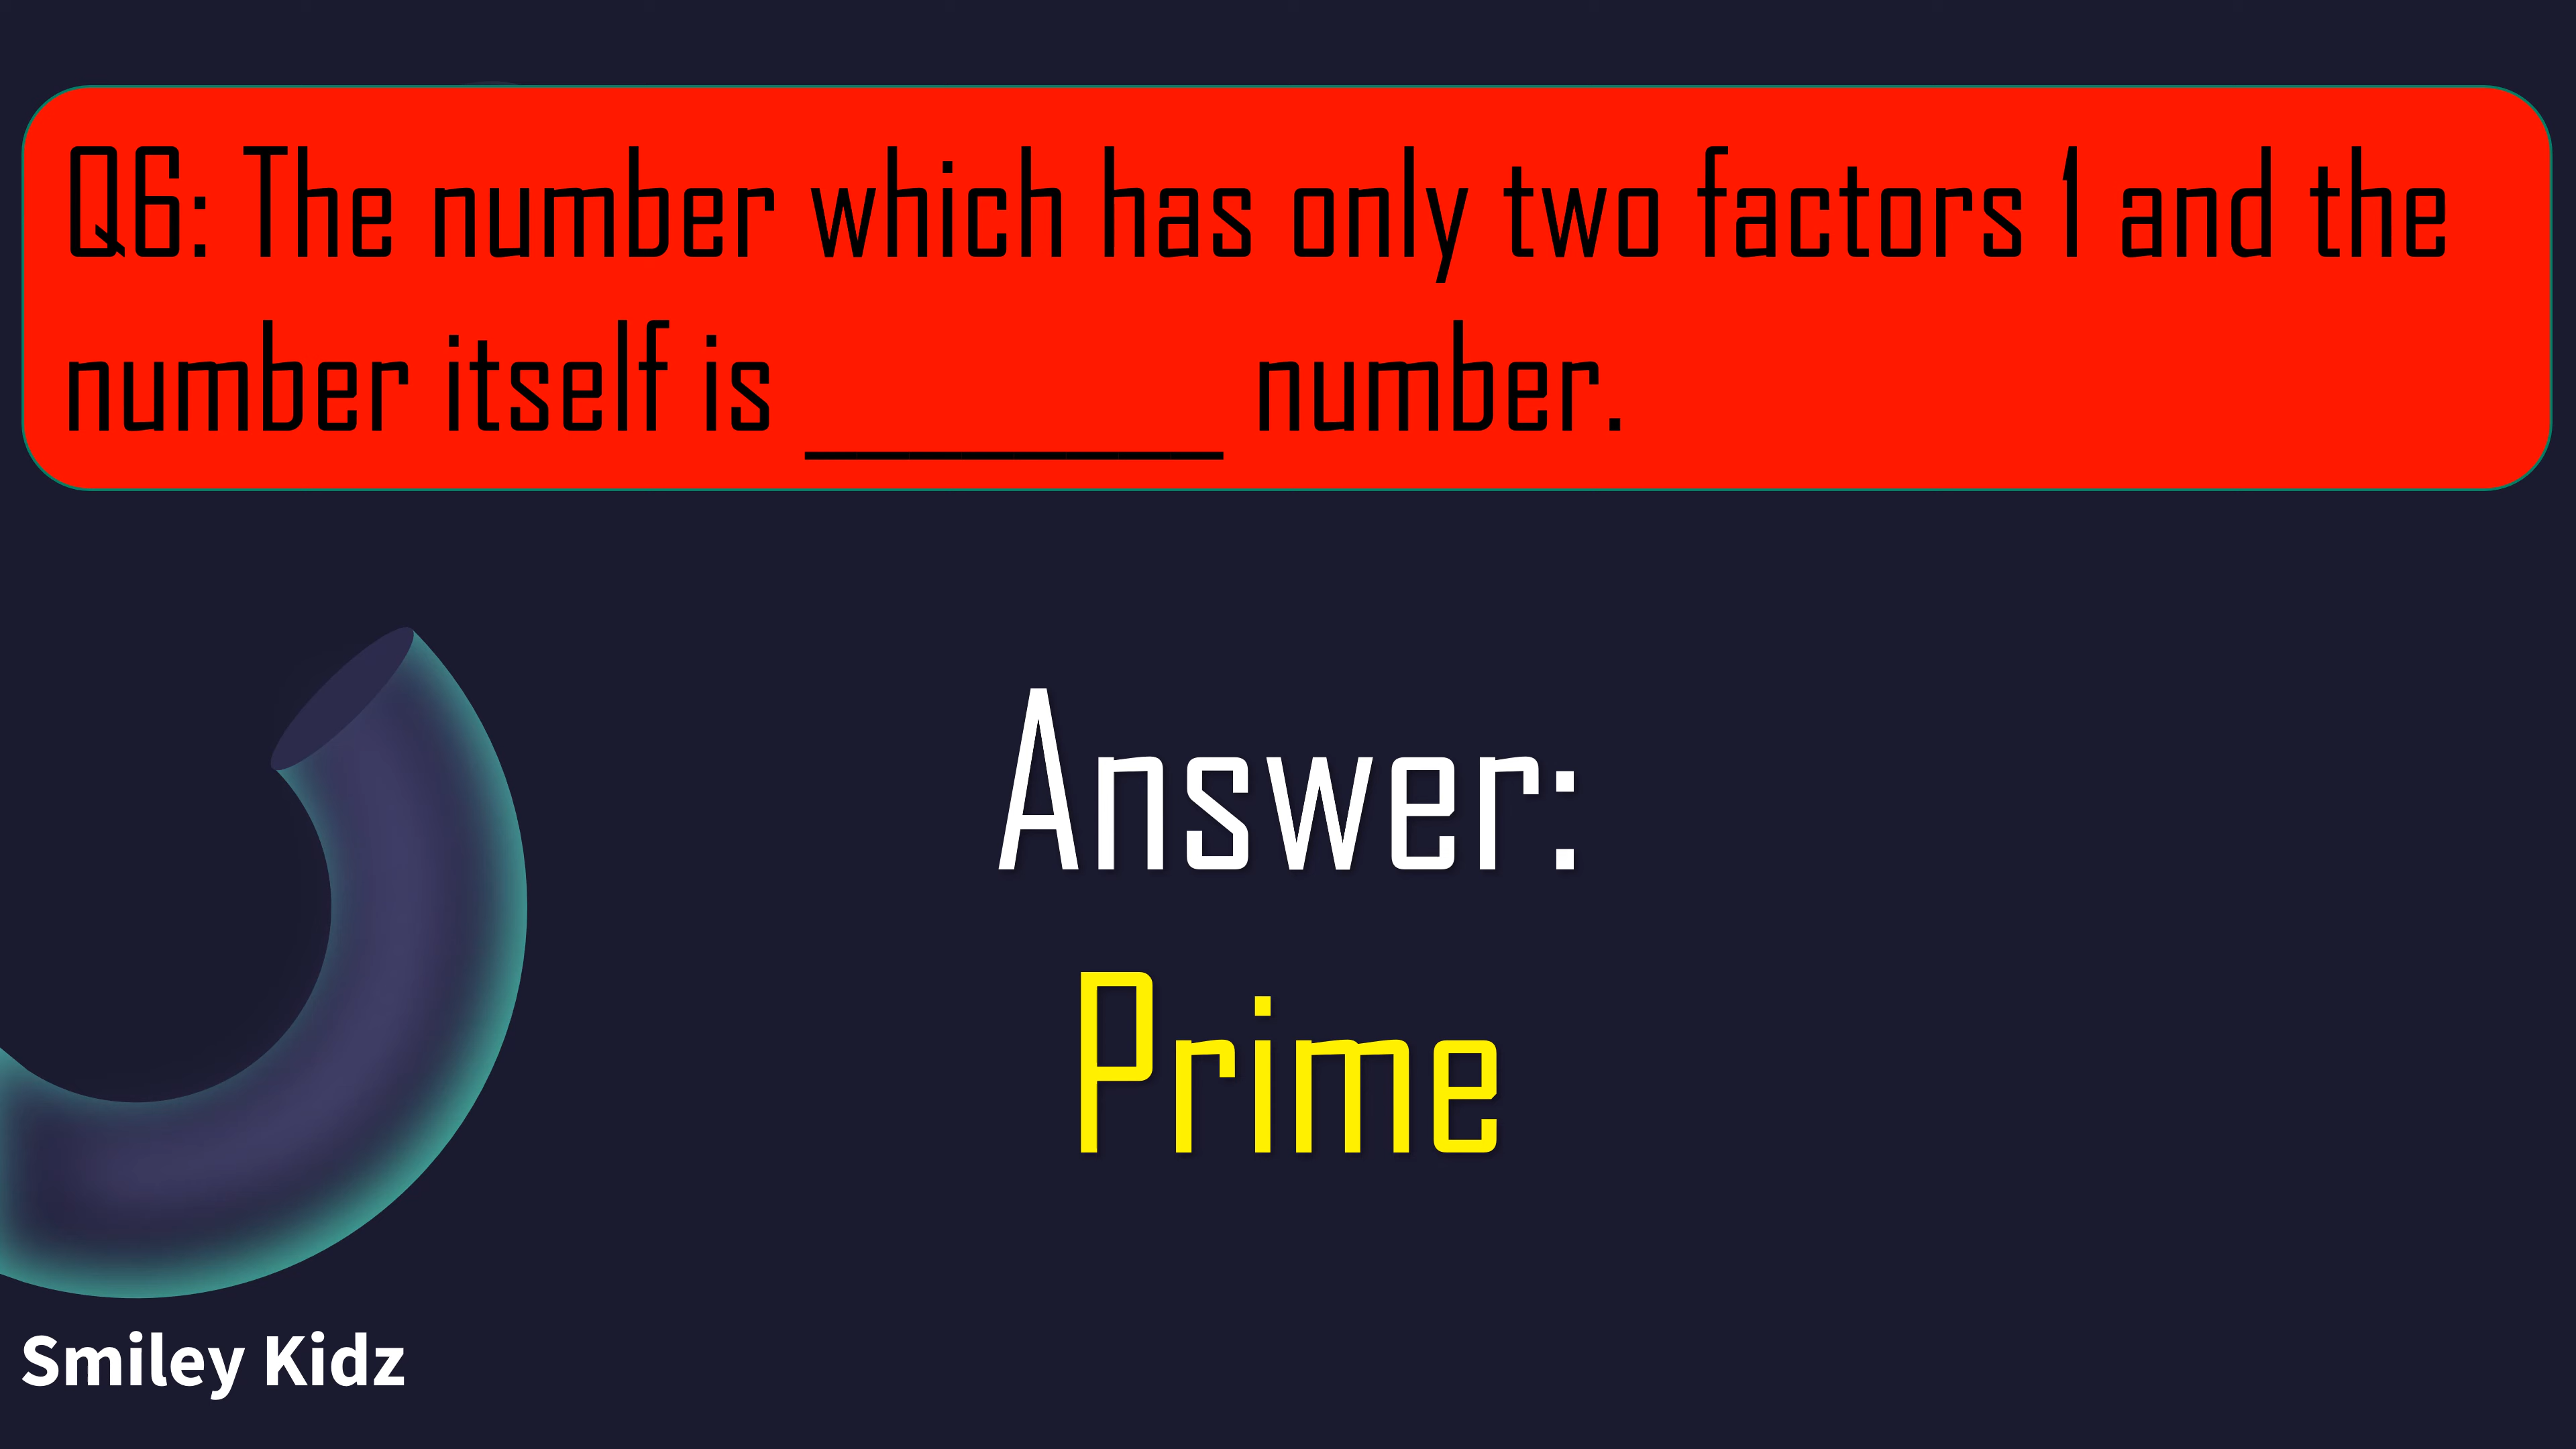 Q6: The number which has only two factors 1 and the
number itself is ________ number.
Answer:
Prime
Smiley Kidz